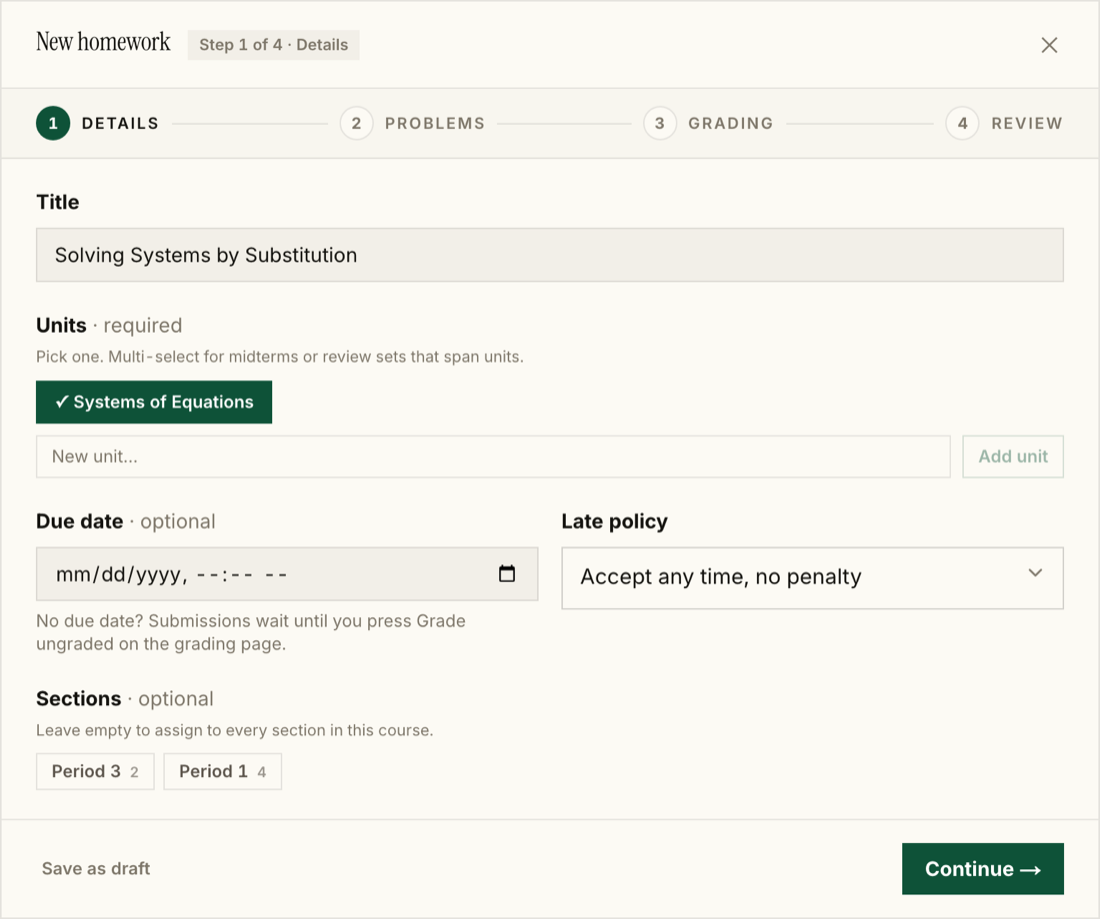 New homework
Step 1 of 4 · Details
1 DETAILS
2 PROBLEMS
3 GRADING
4 REVIEW
Title
Solving Systems by Substitution
Units · required
Pick one. Multi-select for midterms or review sets that span units.
✓ Systems of Equations
New unit...
Add unit
Due date · optional
mm/dd/yyyy, --:-- --
No due date? Submissions wait until you press Grade
ungraded on the grading page.
Late policy
Accept any time, no penalty
Sections · optional
Leave empty to assign to every section in this course.
Period 3 2
Period 1 4
Save as draft
Continue →